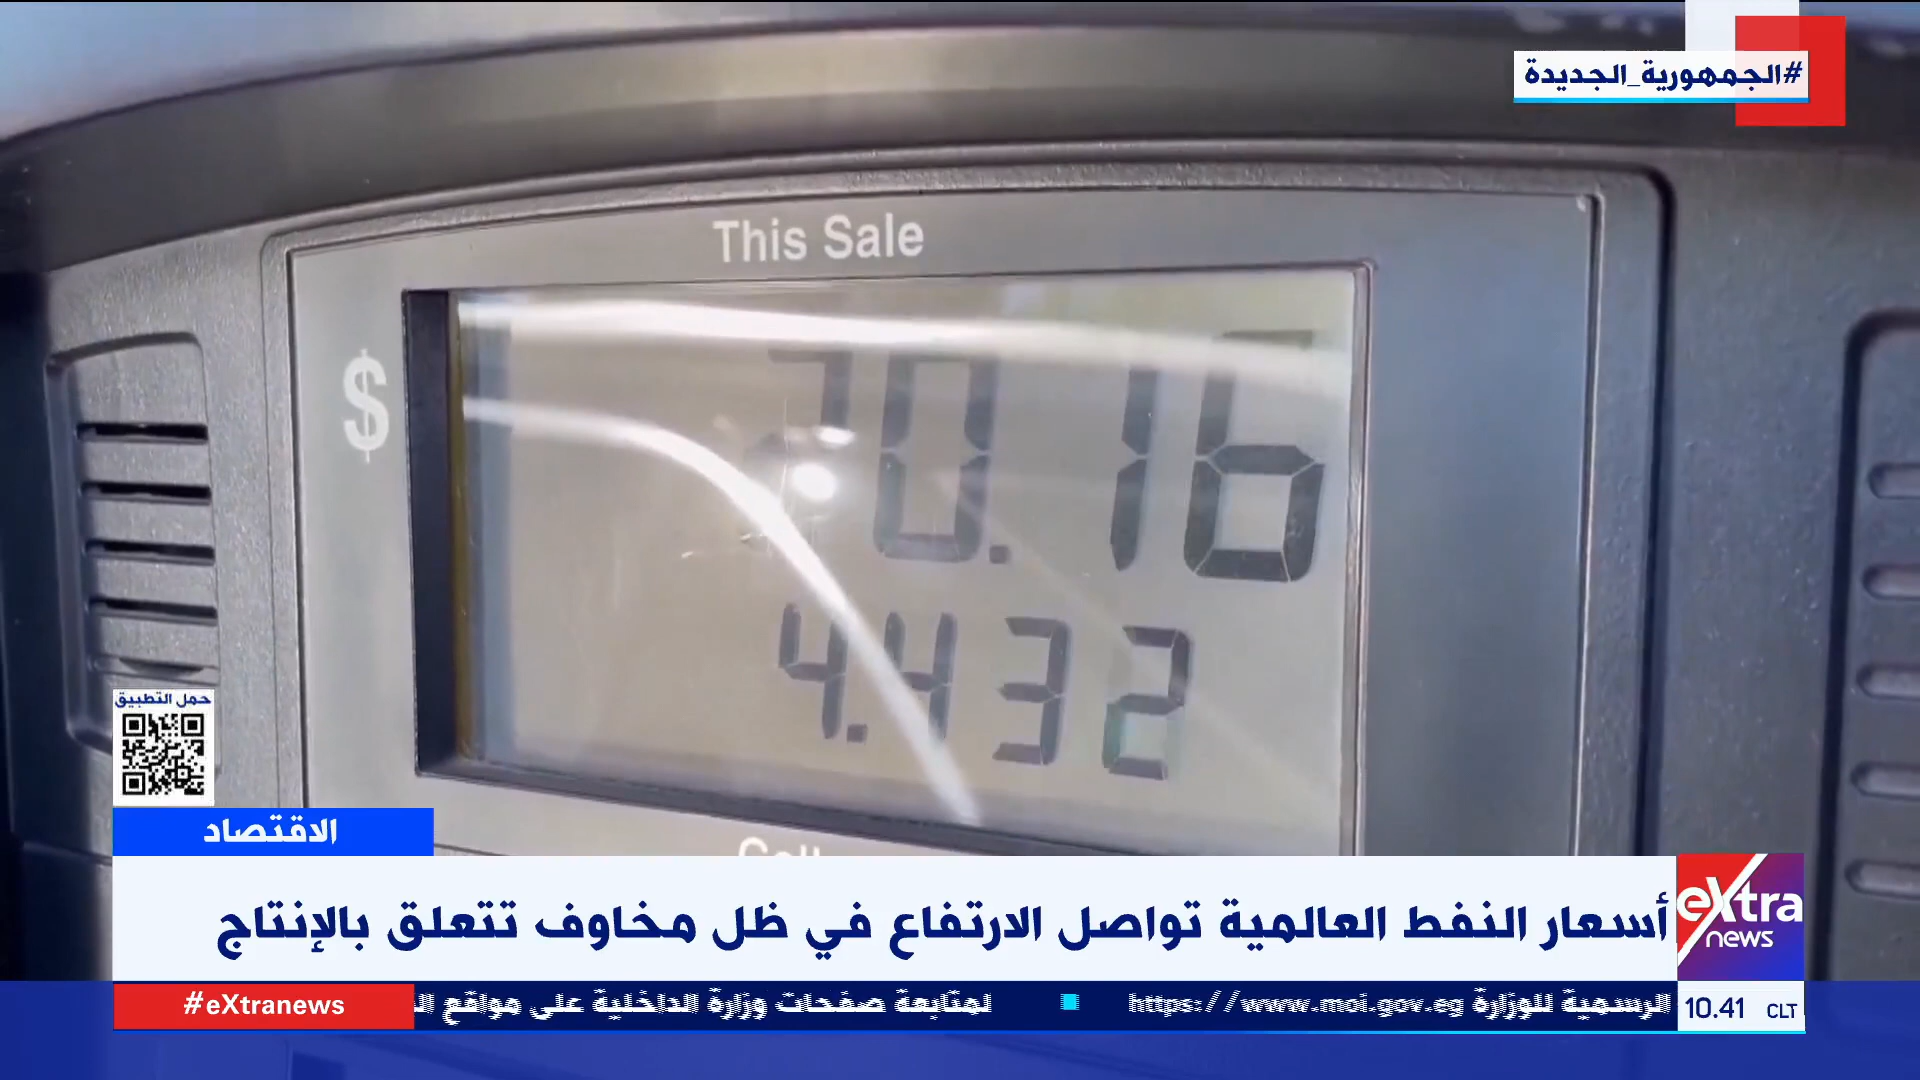 #الجمهورية_الجديدة
This Sale
$
70.16
4.432
حمل التطبيق
الاقتصاد
أسعار النفط العالمية تواصل الارتفاع في ظل مخاوف تتعلق بالإنتاج
eXtra
news
#eXtranews
الرسمية للوزارة https://www.moi.gov.eg
لمتابعة صفحات وزارة الداخلية على مواقع
10.41 CLT